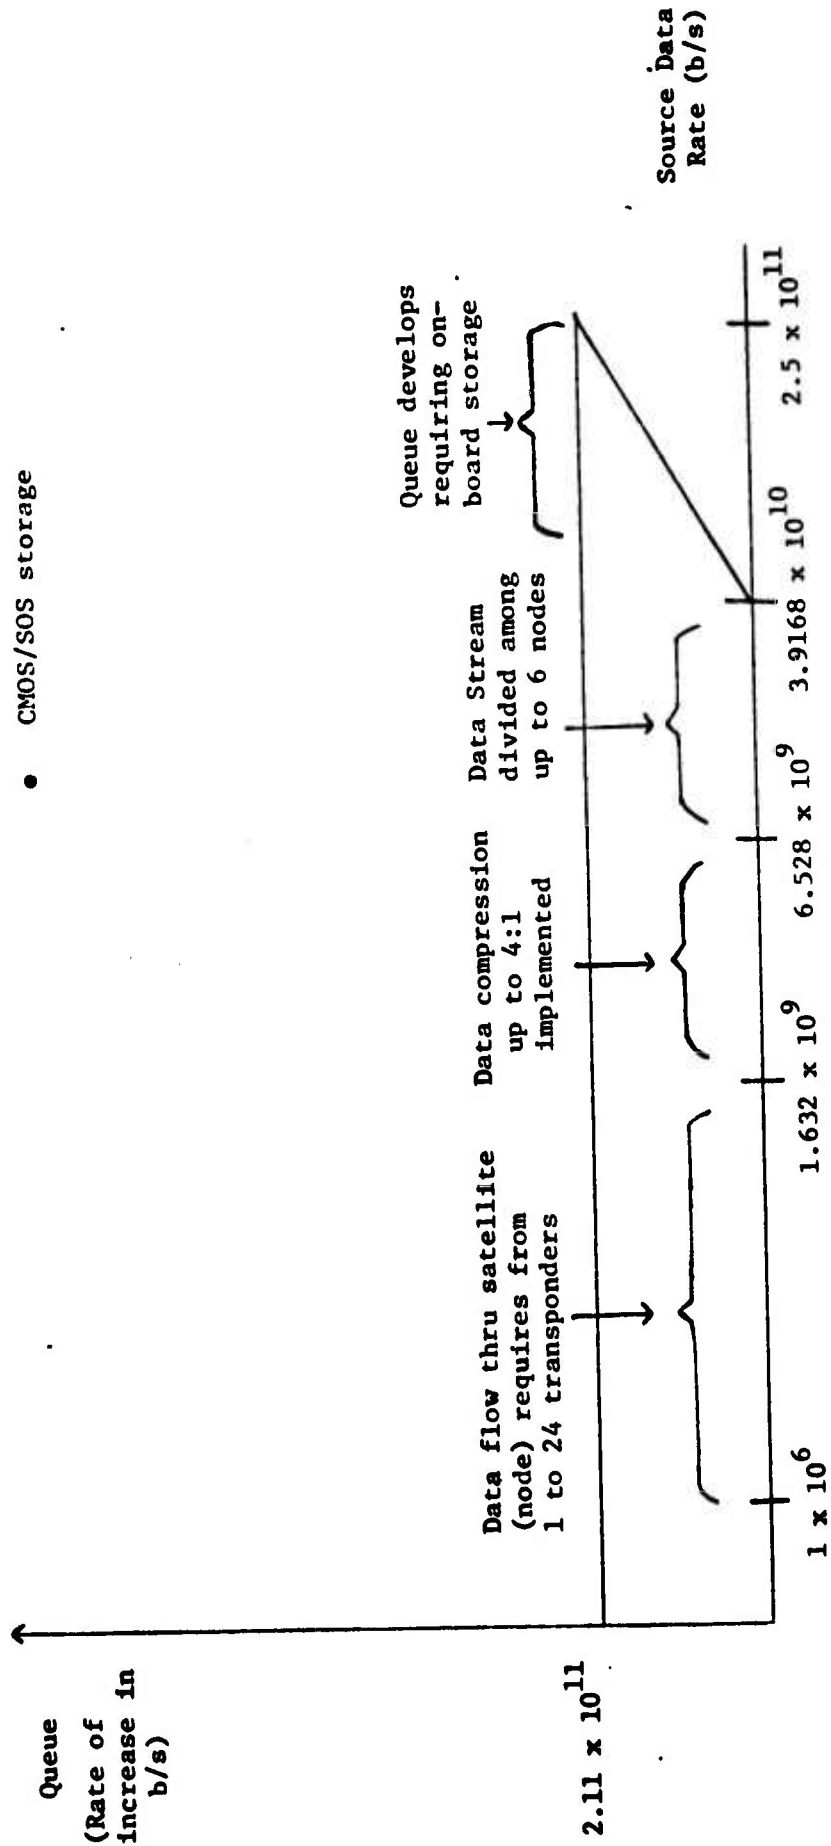 ● CMOS/SOS storage
Queue
(Rate of
increase in
b/s)
2.11 x 10^11
Data flow thru satellite
(node) requires from
1 to 24 transponders
Data compression
up to 4:1
implemented
Data Stream
divided among
up to 6 nodes
Queue develops
requiring on-
board storage
1 x 10^6
1.632 x 10^9
6.528 x 10^9
3.9168 x 10^10
2.5 x 10^11
Source Data
Rate (b/s)